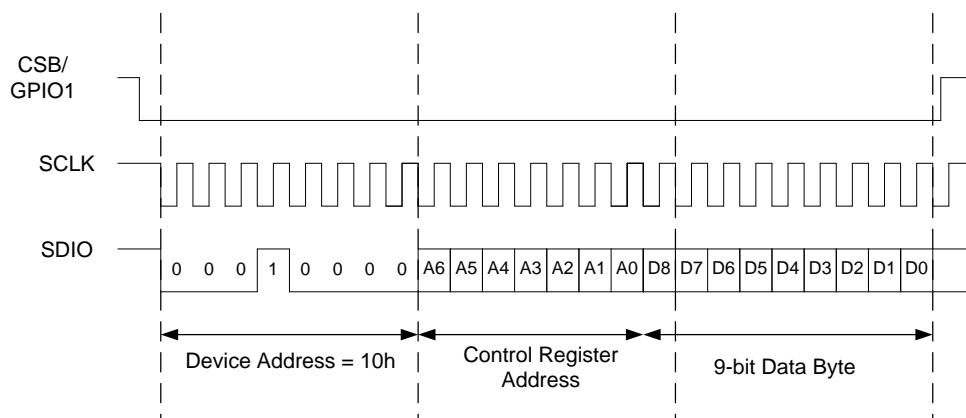 CSB/
GPIO1
SCLK
SDIO
0 0 0 1 0 0 0 0 A6 A5 A4 A3 A2 A1 A0 D8 D7 D6 D5 D4 D3 D2 D1 D0
Device Address = 10h
Control Register
Address
9-bit Data Byte